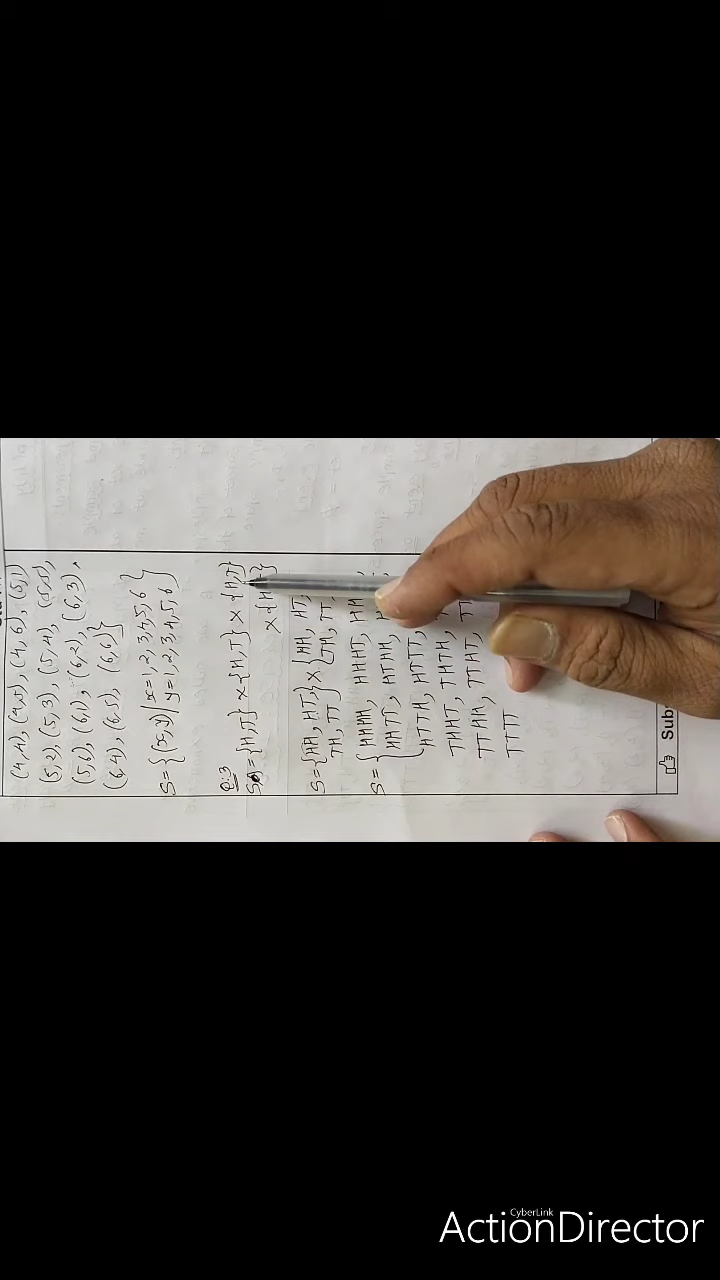 (4,4), (4,5), (4,6), (5,1)
(5,2), (5,3), (5,4), (5,5),
(5,6), (6,1), (6,2), (6,3),
(6,4), (6,5), (6,6)}
S = {(x,y)/x=1,2,3,4,5,6
y=1,2,3,4,5,6}
Q.3
S = {H,T} x {H,T} x {H,T}
x {H
S = {HH, HT,} x {HH, HT,
TH, TT} {TH, TT,
S = {HHHH, HHHT, HH
HHTT, HTHH,
HTTH, HTTT,
THHT, THTH,
TTHH, TTHT, TT
TTTT
Sub
CyberLink
ActionDirector